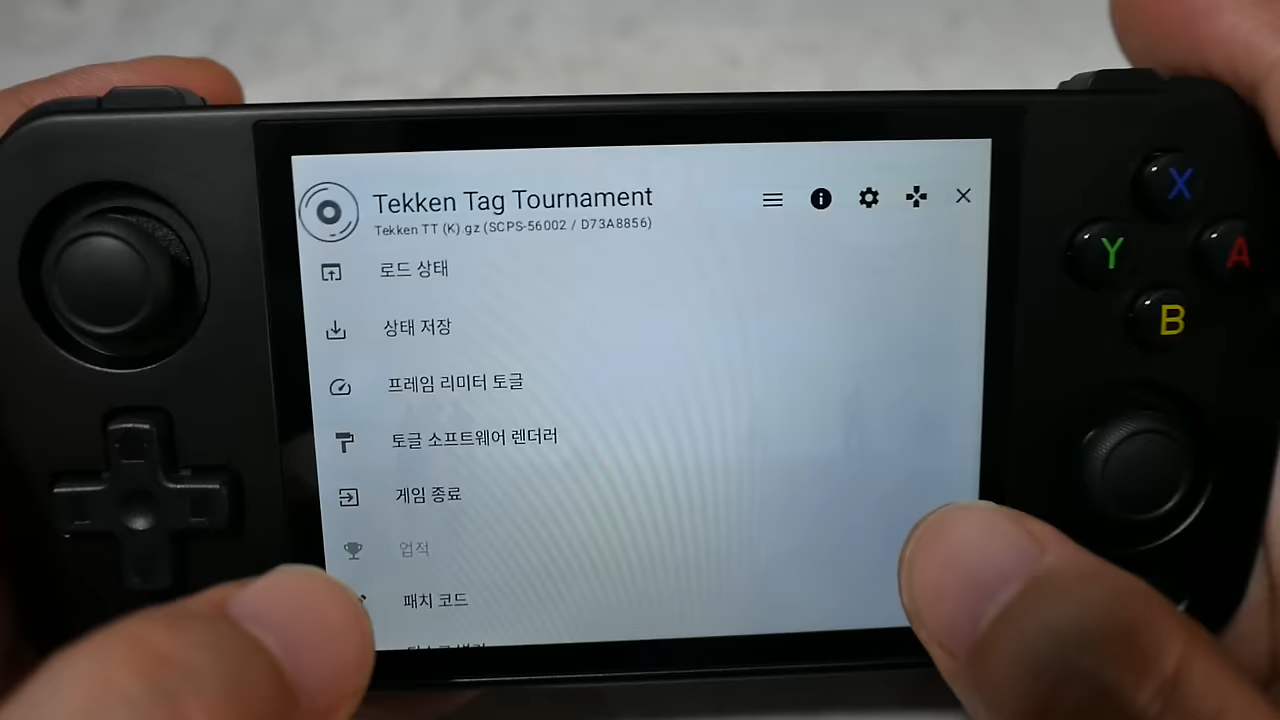 Tekken Tag Tournament
Tekken TT (K).gz (SCPS-56002 / D73A8856)
로드 상태
상태 저장
프레임 리미터 토글
토글 소프트웨어 렌더러
게임 종료
업적
패치 코드
X
Y
A
B